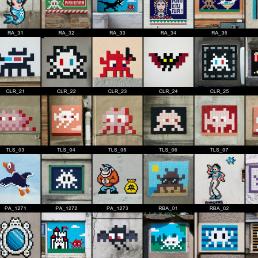 RA_31 RA_32 RA_33 RA_34 RA_35
CLR_21 CLR_22 CLR_23 CLR_24 CLR_25
TLS_03 TLS_04 TLS_05 TLS_06 TLS_07
PA_1271 PA_1272 PA_1273 RBA_01 RBA_02